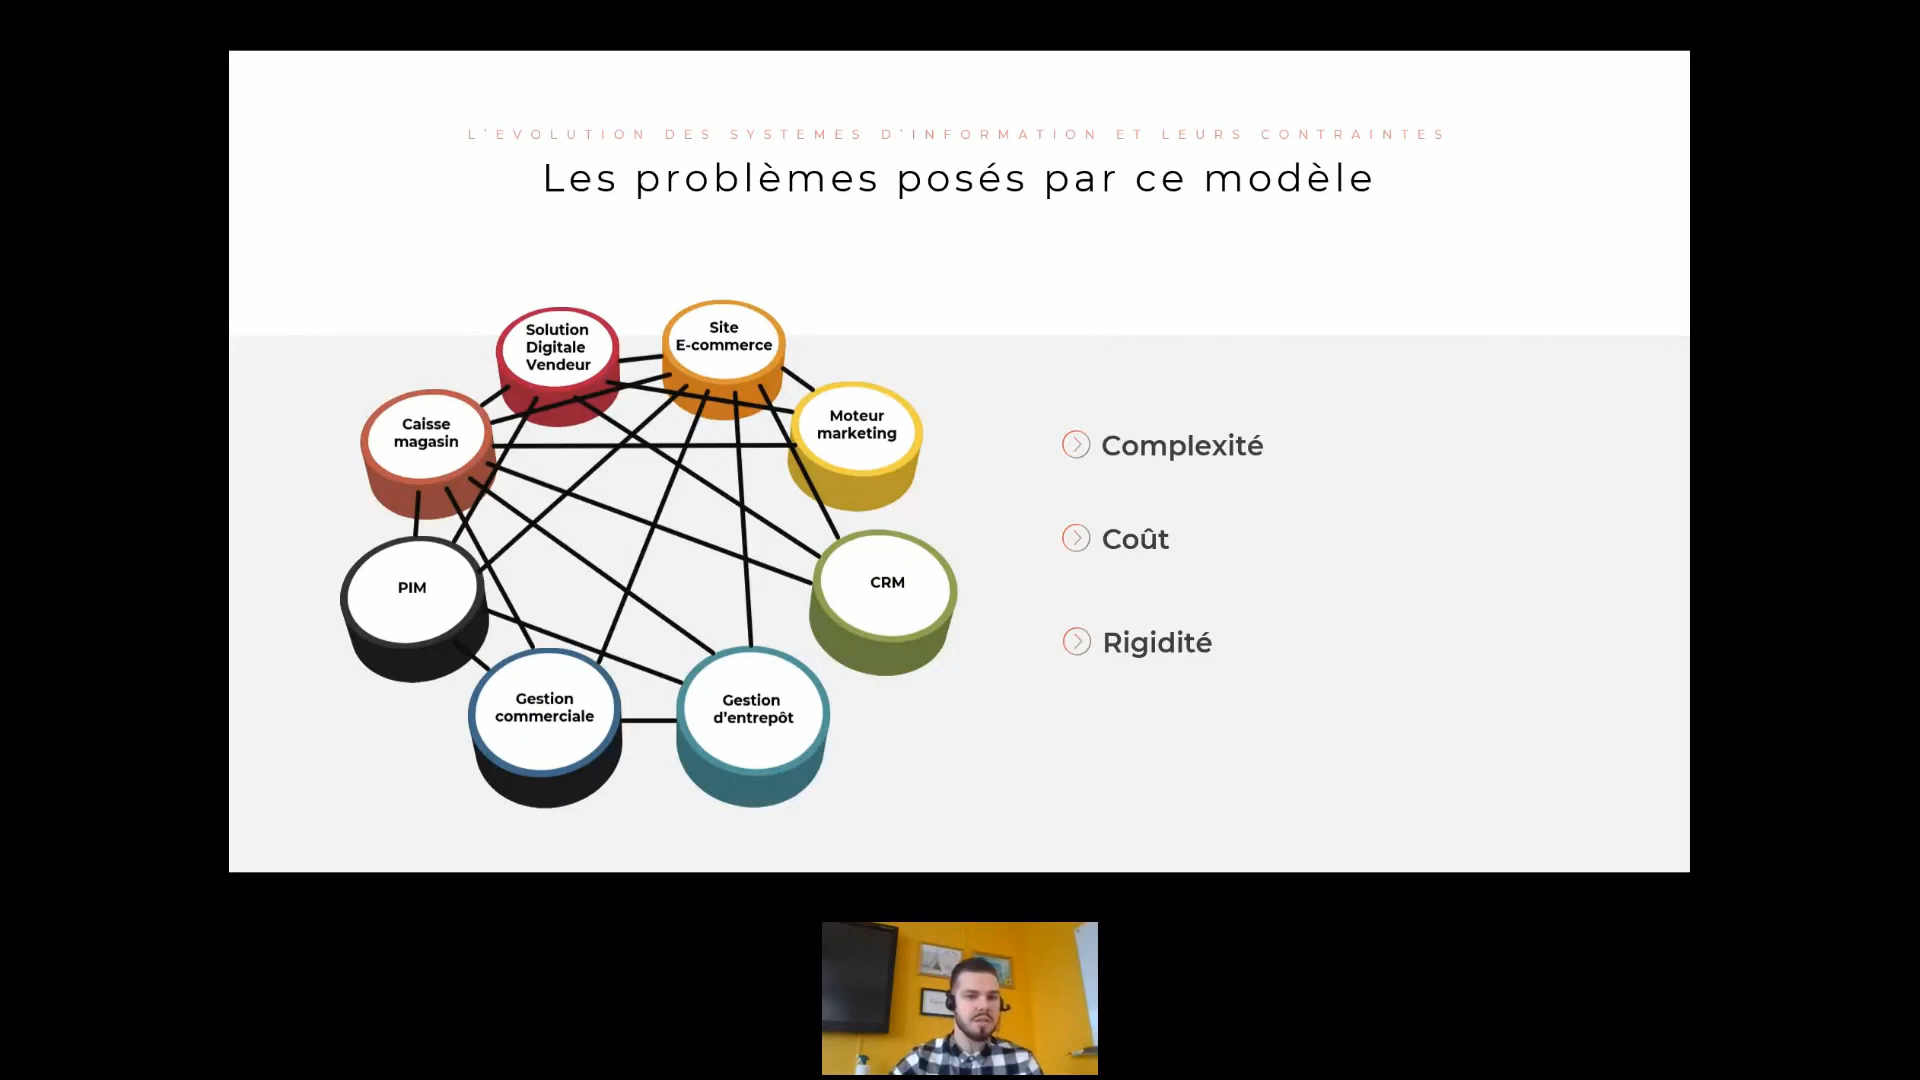 L'EVOLUTION DES SYSTEMES D'INFORMATION ET LEURS CONTRAINTES
Les problèmes posés par ce modèle
Solution
Digitale
Vendeur
Site
E-commerce
Caisse
magasin
Moteur
marketing
PIM
CRM
Gestion
commerciale
Gestion
d'entrepôt
Complexité
Coût
Rigidité